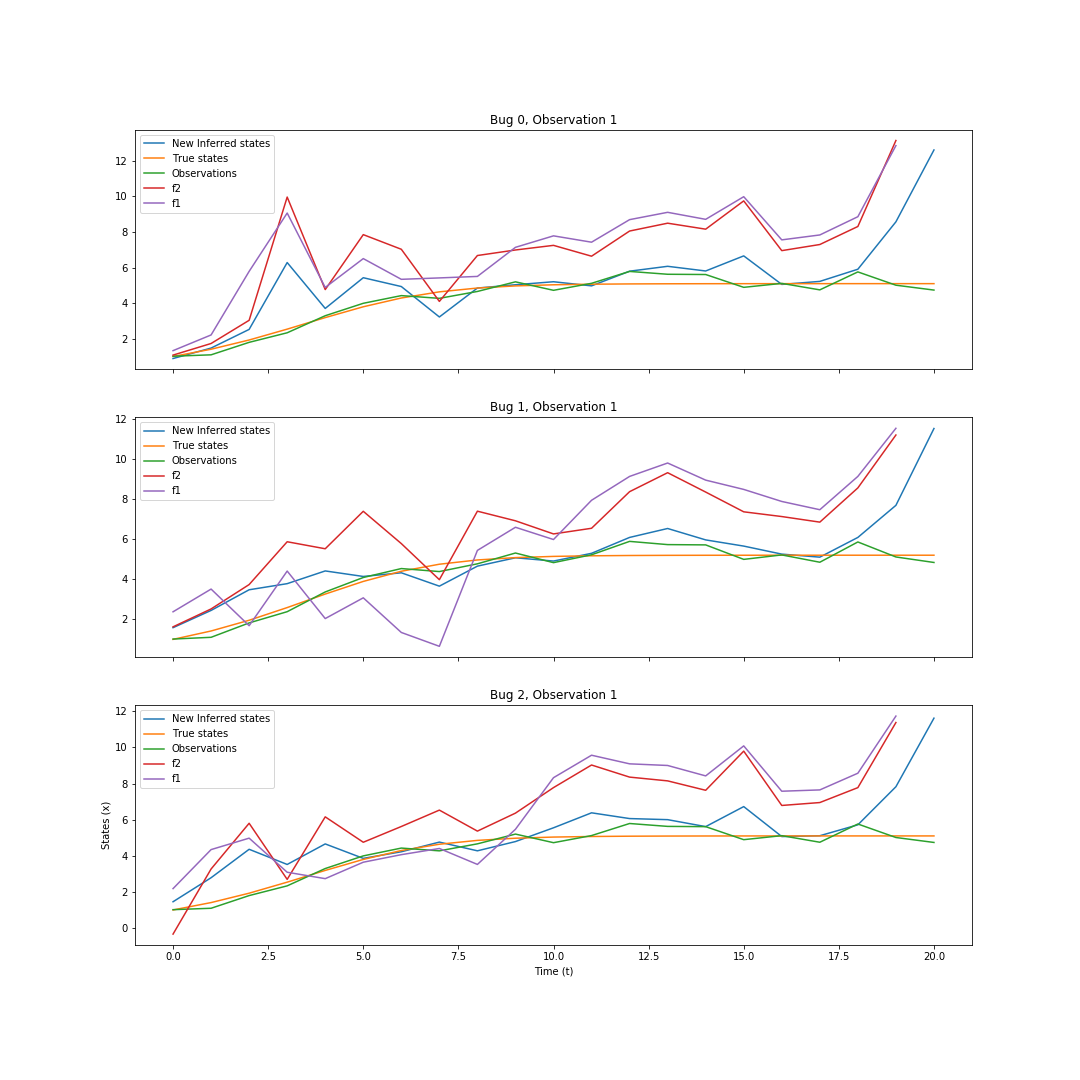 Bug 0, Observation 1
New Inferred states
True states
Observations
f2
f1
12
10
8
6
4
2
Bug 1, Observation 1
New Inferred states
True states
Observations
f2
f1
12
10
8
6
4
2
Bug 2, Observation 1
New Inferred states
True states
Observations
f2
f1
12
10
8
6
4
2
0
States (x)
0.0 2.5 5.0 7.5 10.0 12.5 15.0 17.5 20.0
Time (t)